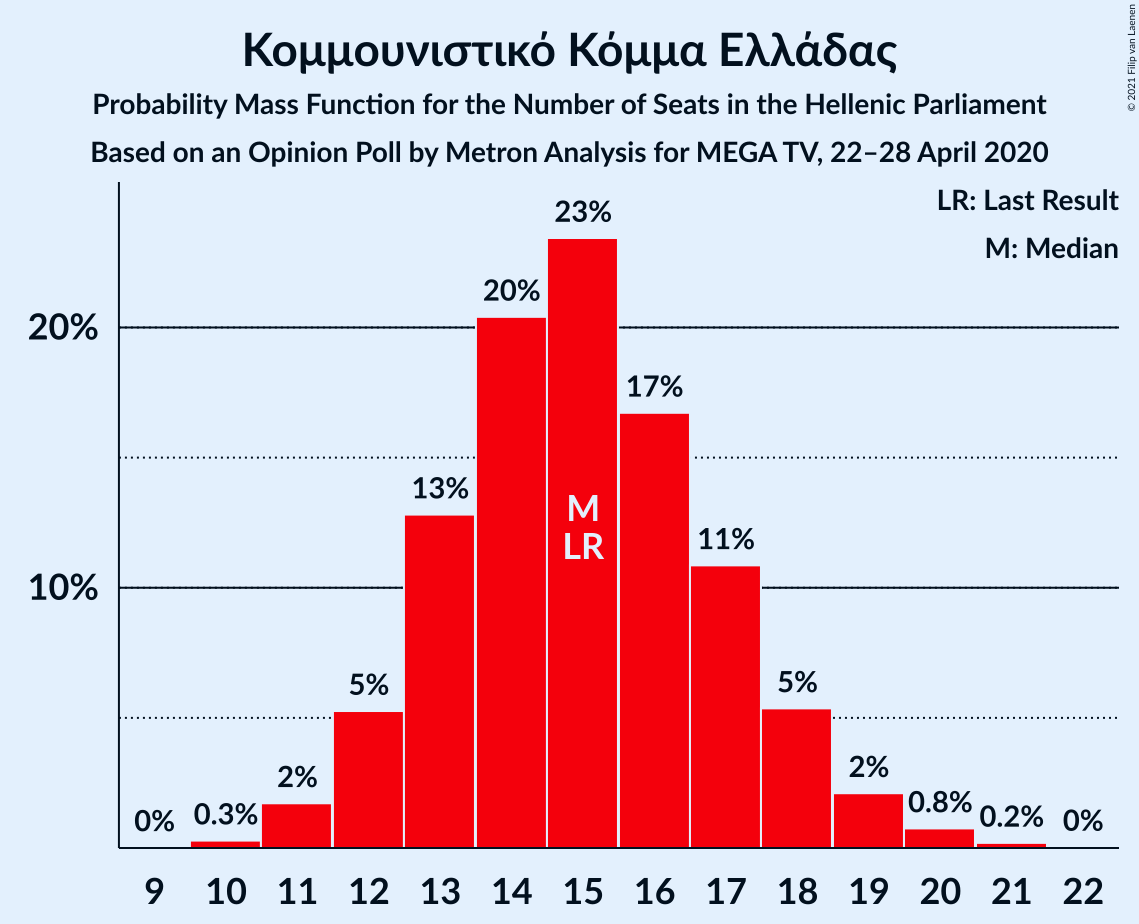 Κομμουνιστικό Κόμμα Ελλάδας
Probability Mass Function for the Number of Seats in the Hellenic Parliament
Based on an Opinion Poll by Metron Analysis for MEGA TV, 22–28 April 2020
© 2021 Filip van Laenen
LR: Last Result
M: Median
20%
10%
0%
0.3%
2%
5%
13%
20%
23%
17%
11%
5%
2%
0.8%
0.2%
0%
M
LR
9 10 11 12 13 14 15 16 17 18 19 20 21 22